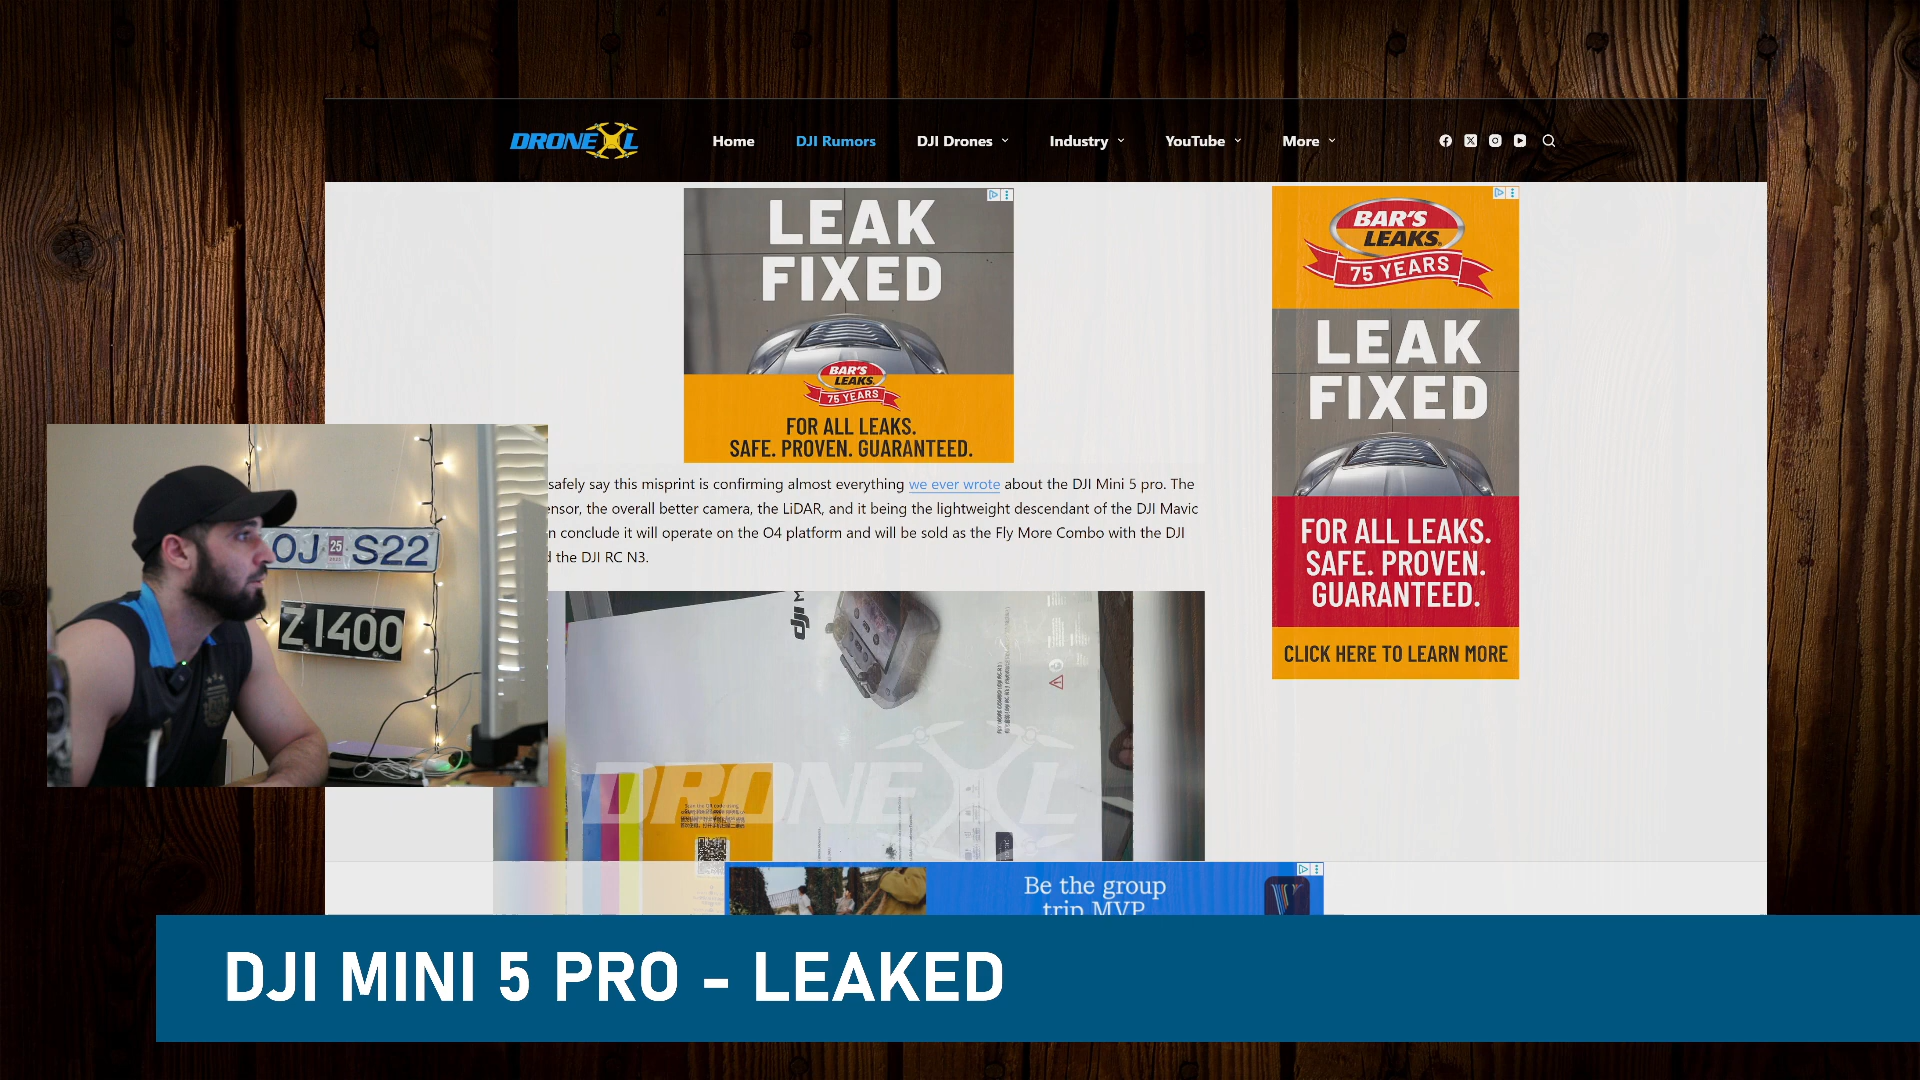 DRONEXL
Home
DJI Rumors
DJI Drones
Industry
YouTube
More
LEAK
FIXED
BAR'S
LEAKS
75 YEARS
FOR ALL LEAKS.
SAFE. PROVEN. GUARANTEED.
BAR'S
LEAKS
75 YEARS
LEAK
FIXED
FOR ALL LEAKS.
SAFE. PROVEN.
GUARANTEED.
CLICK HERE TO LEARN MORE
safely say this misprint is confirming almost everything we ever wrote about the DJI Mini 5 pro. The
ensor, the overall better camera, the LiDAR, and it being the lightweight descendant of the DJI Mavic
n conclude it will operate on the O4 platform and will be sold as the Fly More Combo with the DJI
d the DJI RC N3.
OJ 25 S22
Z 1400
dji
DRONEXL
Be the group
trip MVP
DJI MINI 5 PRO - LEAKED